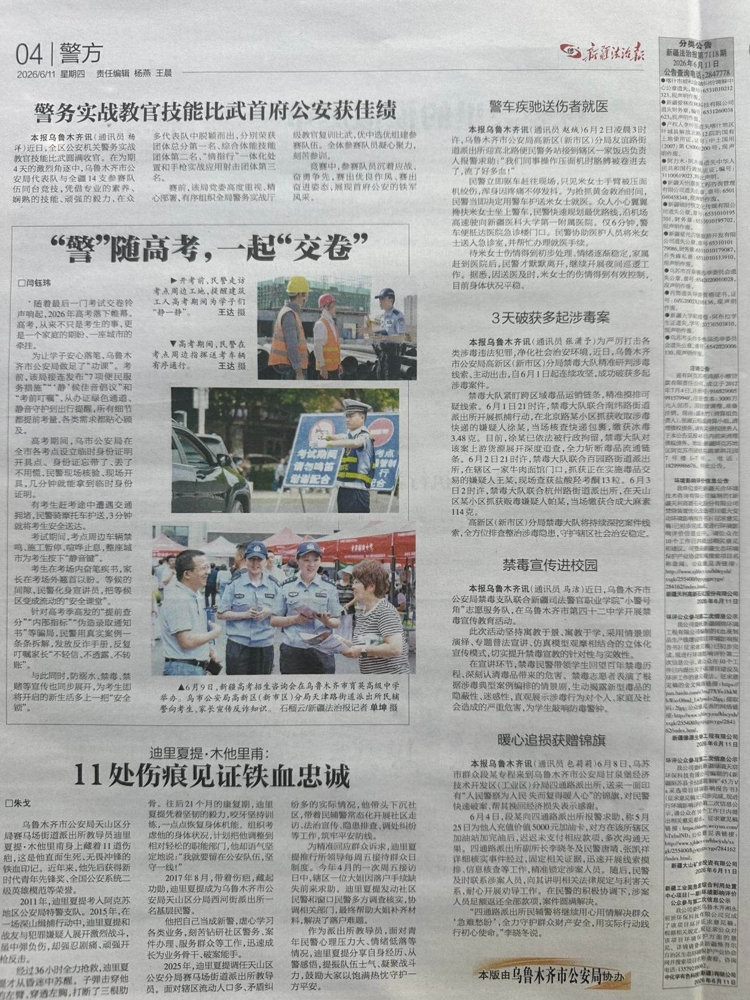 04 警方
2026/6/11 星期四 责任编辑 杨燕 王晨
新疆法治报
警务实战教官技能比武首府公安获佳绩
本报乌鲁木齐讯(通讯员 杨
洋)近日,全区公安机关警务实战
教官技能比武圆满收官。在为期
4天的激烈角逐中,乌鲁木齐市公
安局代表队与全疆14支参赛队
伍同台竞技,凭借专业的素养、
娴熟的技能、顽强的毅力,在众
多代表队中脱颖而出,分别荣获
团体总分第一名、综合体能技能
团体第二名、“情指行”一体化处
置和手枪实战应用射击团体第三
名。
赛前,该局党委高度重视、精
心部署,有序组织全局警务实战厅
级教官复训比武,优中选优组建参
赛队伍。全体参赛队员凝心聚力,
刻苦参训。
竞赛中,参赛队员沉着应战、
奋勇争先,赛出优良作风、赛出
奋进姿态,展现首府公安的铁军
风采。
“警”随高考,一起“交卷”
□闫钰玮
随着最后一门考试交卷铃
声响起,2026年高考落下帷幕。
高考,从来不只是考生的事,更
是一个家庭的期盼、一座城市的
牵挂。
为让学子安心落笔,乌鲁木
齐市公安局做足了“功课”。考
前,该局接连发布“7项便民服
务措施”“‘静’候佳音倡议”和
“考前叮嘱”,从办证绿色通道、
静音守护到出行提醒,所有细节
都提前考量,各类需求都贴心顾
及。
高考期间,乌市公安局在
全市各考点设立临时身份证明
开具点。身份证忘带了、丢了
不用慌,民警现场核验、现场开
具,几分钟就能拿到临时身份
证明。
有考生赶考途中遭遇交通
拥堵,民警骑摩托车护送,3分钟
就将考生安全送达。
考试期间,考点周边车辆禁
鸣、施工暂停、喧哗止息,整座城
市为考生按下“静音键”。
考生在考场内奋笔疾书,家
长在考场外翘首以盼。等候的
间隙,民警化身宣讲员,把等候
区变成流动的“安全课堂”。
针对高考季高发的“提前查
分”“内部指标”“伪造录取通知
书”等骗局,民警用真实案例一
条条拆解,发放反诈手册,反复
叮嘱家长“不轻信、不透露、不转
账”。
与此同时,防溺水、禁毒、禁
赌等宣传也同步展开,为考生即
将开启的新生活多上一把“安全
锁”。
▶开考前,民警走访
考点周边工地,提醒建筑
工人高考期间为学子们
“静一静”。 王达 摄
▼高考期间,民警在
考点周边指挥送考车辆
有序通行。 王达 摄
考试期间
请勿鸣笛
谢谢配合
▲6月9日,新疆高考招生咨询会在乌鲁木齐市育英高级中学
举办。乌市公安局高新区(新市区)分局天津路街道派出所民辅
警向考生、家长宣传反诈知识。 石榴云/新疆法治报记者 单坤 摄
迪里夏提·木他里甫:
11处伤痕见证铁血忠诚
□朱戈
乌鲁木齐市公安局天山区分
局赛马场街道派出所教导员迪里
夏提·木他里甫身上藏着11道伤
疤,这是他直面生死、无畏冲锋的
铁血印记。近年来,他先后获得新
时代青年先锋奖、全国公安系统二
级英雄模范等荣誉。
2011年,迪里夏提考入阿克苏
地区公安局特警支队。2015年,在
一场深山缉捕行动中,迪里夏提和
战友与犯罪嫌疑人展开激烈战斗,
虽中弹负伤,却强忍剧痛、顽强开
枪反击。
经过36小时全力抢救,迪里夏
提才从昏迷中苏醒。子弹击穿他
的左臂、穿透左胸,打断了三根肋
骨。往后21个月的康复期,迪里
夏提凭着坚韧的毅力,咬牙坚持训
练,一点点恢复身体机能。组织考
虑他的身体状况,计划把他调整到
相对轻松的职能部门,他却语气坚
定地说:“我就要留在公安队伍,坚
守一线!”
2017年8月,带着伤疤,藏起
功勋,迪里夏提成为乌鲁木齐市公
安局天山区分局西河街派出所一
名基层民警。
他把自己当成新警,虚心学习
各类业务,刻苦钻研社区警务、案
件办理、服务群众等工作,迅速成
长为业务骨干、破案能手。
2025年,迪里夏提调任天山区
公安分局赛马场街道派出所教导
员。面对辖区流动人口多、矛盾纠
纷多的实际情况,他带头下沉社
区,带着民辅警常态化开展社区走
访、法治宣传、隐患排查,调处纠纷
等工作,筑牢平安防线。
为精准回应群众诉求,迪里夏
提推行所领导每周五接待群众日
制度。今年4月的一次周五接访
日中,辖区一位大姐因落户手续缺
失前来求助。迪里夏提发动社区
民警和窗口民警多方调查核实,协
调相关部门,最终帮助大姐补齐材
料,解决了落户难题。
作为派出所教导员,面对青
年民警心理压力大、情绪低落等
情况,迪里夏提分享自身经历、从
警感悟,提振队伍士气、凝聚战斗
力,鼓励大家以饱满热忱守护一
方平安。
警车疾驰送伤者就医
本报乌鲁木齐讯(通讯员 赵绒)6月2日凌晨3时
许,乌鲁木齐市公安局高新区(新市区)分局友谊路街
道派出所迎宾北路便民警务站接到辖区一家饭店负责
人报警求助:“我们同事操作压面机时胳膊被卷进去
了,流了好多血!”
民警立即驱车赶往现场,只见米女士手臂被压面
机绞伤,浑身因疼痛不停发抖。为抢抓黄金救治时间,
民警当即决定用警车护送米女士就医。众人小心翼翼
搀扶米女士坐上警车,民警快速规划最优路线,沿机场
高速驶向新疆医科大学第一附属医院。仅6分钟,警
车便抵达医院急诊楼门口。民警协助医护人员将米女
士送入急诊室,并帮忙办理就医手续。
待米女士伤情得到初步处理、情绪逐渐稳定,家属
赶到医院后,民警才默默离开,继续开展夜间巡逻工
作。据悉,因送医及时,米女士的伤情得到有效控制,
目前身体状况平稳。
3天破获多起涉毒案
本报乌鲁木齐讯(通讯员 张潇予)为严厉打击各
类涉毒违法犯罪,净化社会治安环境,近日,乌鲁木齐
市公安局高新区(新市区)分局禁毒大队精准研判涉毒
线索、主动出击,自6月1日起连续攻坚,成功破获多起
涉毒案件。
禁毒大队紧盯跨区域毒品运销链条,精准摸排可
疑线索。6月1日21时许,禁毒大队联合南纬路街道
派出所开展抓捕行动,在北京路某小区抓获收取涉毒
快递的嫌疑人徐某,当场核查快递包裹,缴获冰毒
3.48克。目前,徐某已依法被行政拘留,禁毒大队对
该案上游货源展开深度追查,全力斩断毒品流通链
条。6月2日21时许,禁毒大队联合百园路街道派出
所,在辖区一家牛肉面馆门口,抓获正在实施毒品交
易的嫌疑人王某,现场查获盐酸羟考酮13粒。6月3
日2时许,禁毒大队联合杭州路街道派出所,在天山
区某小区抓获贩毒嫌疑人帕某,当场缴获合成大麻素
114克。
高新区(新市区)分局禁毒大队将持续深挖案件线
索,全方位排查整治涉毒隐患,守护辖区社会治安稳定。
禁毒宣传进校园
本报乌鲁木齐讯(通讯员 马洁)近日,乌鲁木齐市
公安局禁毒支队联合新疆司法警官职业学院“小警号
角”志愿服务队,在乌鲁木齐市第四十二中学开展禁
毒宣传教育活动。
此次活动坚持寓教于景、寓教于学,采用情景剧
演绎、专题普法宣讲、仿真模型观摩相结合的立体化
宣传模式,切实提升禁毒宣教的针对性与实效性。
在宣讲环节,禁毒民警带领学生回望百年禁毒历
程、深刻认清毒品带来的危害。禁毒志愿者表演了根
据涉毒典型案例编排的情景剧,生动揭露新型毒品的
隐蔽性、迷惑性,直观展示涉毒行为对个人、家庭及社
会造成的严重危害,为学生敲响防毒警钟。
暖心追损获赠锦旗
本报乌鲁木齐讯(通讯员 包莉莉)6月8日,乌苏
市群众段某专程来到乌鲁木齐市公安局甘泉堡经济
技术开发区(工业区)分局四通路派出所,送来一面印
有“人民警察为人民 失而复得暖人心”的锦旗,对民警
快速破案、帮其挽回经济损失表示感谢。
6月4日,段某向四通路派出所报警求助,称5月
25日为他人充值价值5000元加油卡,对方在该所辖区
加油站加完油后,迟迟未支付相应款项,多次沟通无
果。四通路派出所副所长李晓冬及民警唐靖、张凯祥
详细核实事件经过,固定相关证据,迅速开展线索摸
排、信息核查等工作,精准锁定涉案人员。随后,民警
及时联系涉案人员,向其讲明相关法律规定与利害关
系,耐心开展劝导工作。在民警的积极协调下,涉案
人员足额返还全部款项,案件圆满解决。
“四通路派出所民辅警将继续用心用情解决群众
‘急难愁盼’,全力守护群众财产安全,用实际行动践
行初心使命。”李晓冬说。
本版由乌鲁木齐市公安局协办
分类公告
新疆法治报第7118期
2026年6月11日
公告查询电话:2847778
注销公告
环境影响评价信息公告
新疆天利高新石化股份有限公司
2026年6月11日
环评公众参与第二次信息公示
新疆德源生物工程有限公司
2026年6月11日
环评公众参与第二次信息公示
新疆大山矿业投资有限公司
2026年6月11日
中化学有色科技(新疆)有限公司
2026年6月11日